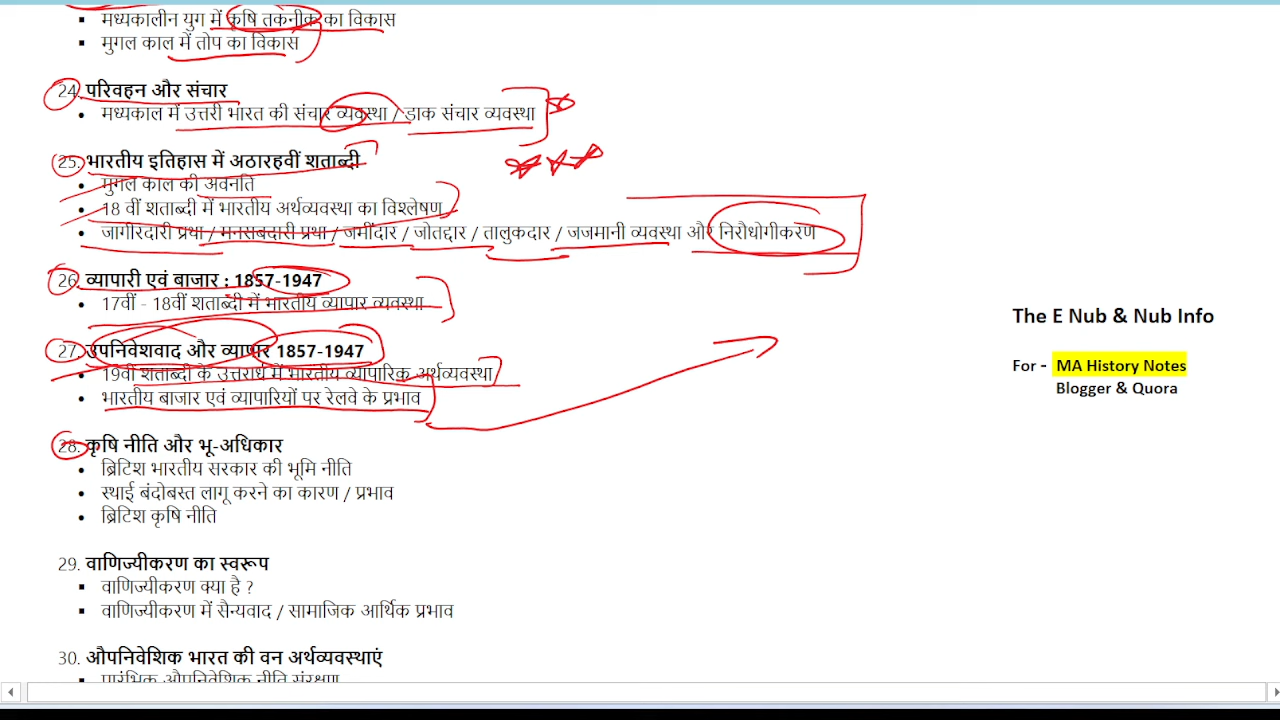 ▪ मध्यकालीन युग में कृषि तकनीक का विकास
▪ मुगल काल में तोप का विकास
24. परिवहन और संचार
• मध्यकाल में उत्तरी भारत की संचार व्यवस्था / डाक संचार व्यवस्था
25. भारतीय इतिहास में अठारहवीं शताब्दी
• मुगल काल की अवनति
• 18 वीं शताब्दी में भारतीय अर्थव्यवस्था का विश्लेषण
• जागीरदारी प्रथा / मनसबदारी प्रथा / जमींदार / जोतद्दार / तालुकदार / जजमानी व्यवस्था और निरौधोगीकरण
26. व्यापारी एवं बाजार : 1857-1947
• 17वीं - 18वीं शताब्दी में भारतीय व्यापार व्यवस्था
The E Nub & Nub Info
27. उपनिवेशवाद और व्यापार 1857-1947
For - MA History Notes
• 19वीं शताब्दी के उत्तरार्ध में भारतीय व्यापारिक अर्थव्यवस्था
Blogger & Quora
• भारतीय बाजार एवं व्यापारियों पर रेलवे के प्रभाव
28. कृषि नीति और भू-अधिकार
• ब्रिटिश भारतीय सरकार की भूमि नीति
• स्थाई बंदोबस्त लागू करने का कारण / प्रभाव
• ब्रिटिश कृषि नीति
29. वाणिज्यीकरण का स्वरूप
▪ वाणिज्यीकरण क्या है ?
▪ वाणिज्यीकरण में सैन्यवाद / सामाजिक आर्थिक प्रभाव
30. औपनिवेशिक भारत की वन अर्थव्यवस्थाएं
▪ प्रारंभिक औपनिवेशिक नीति संरक्षण